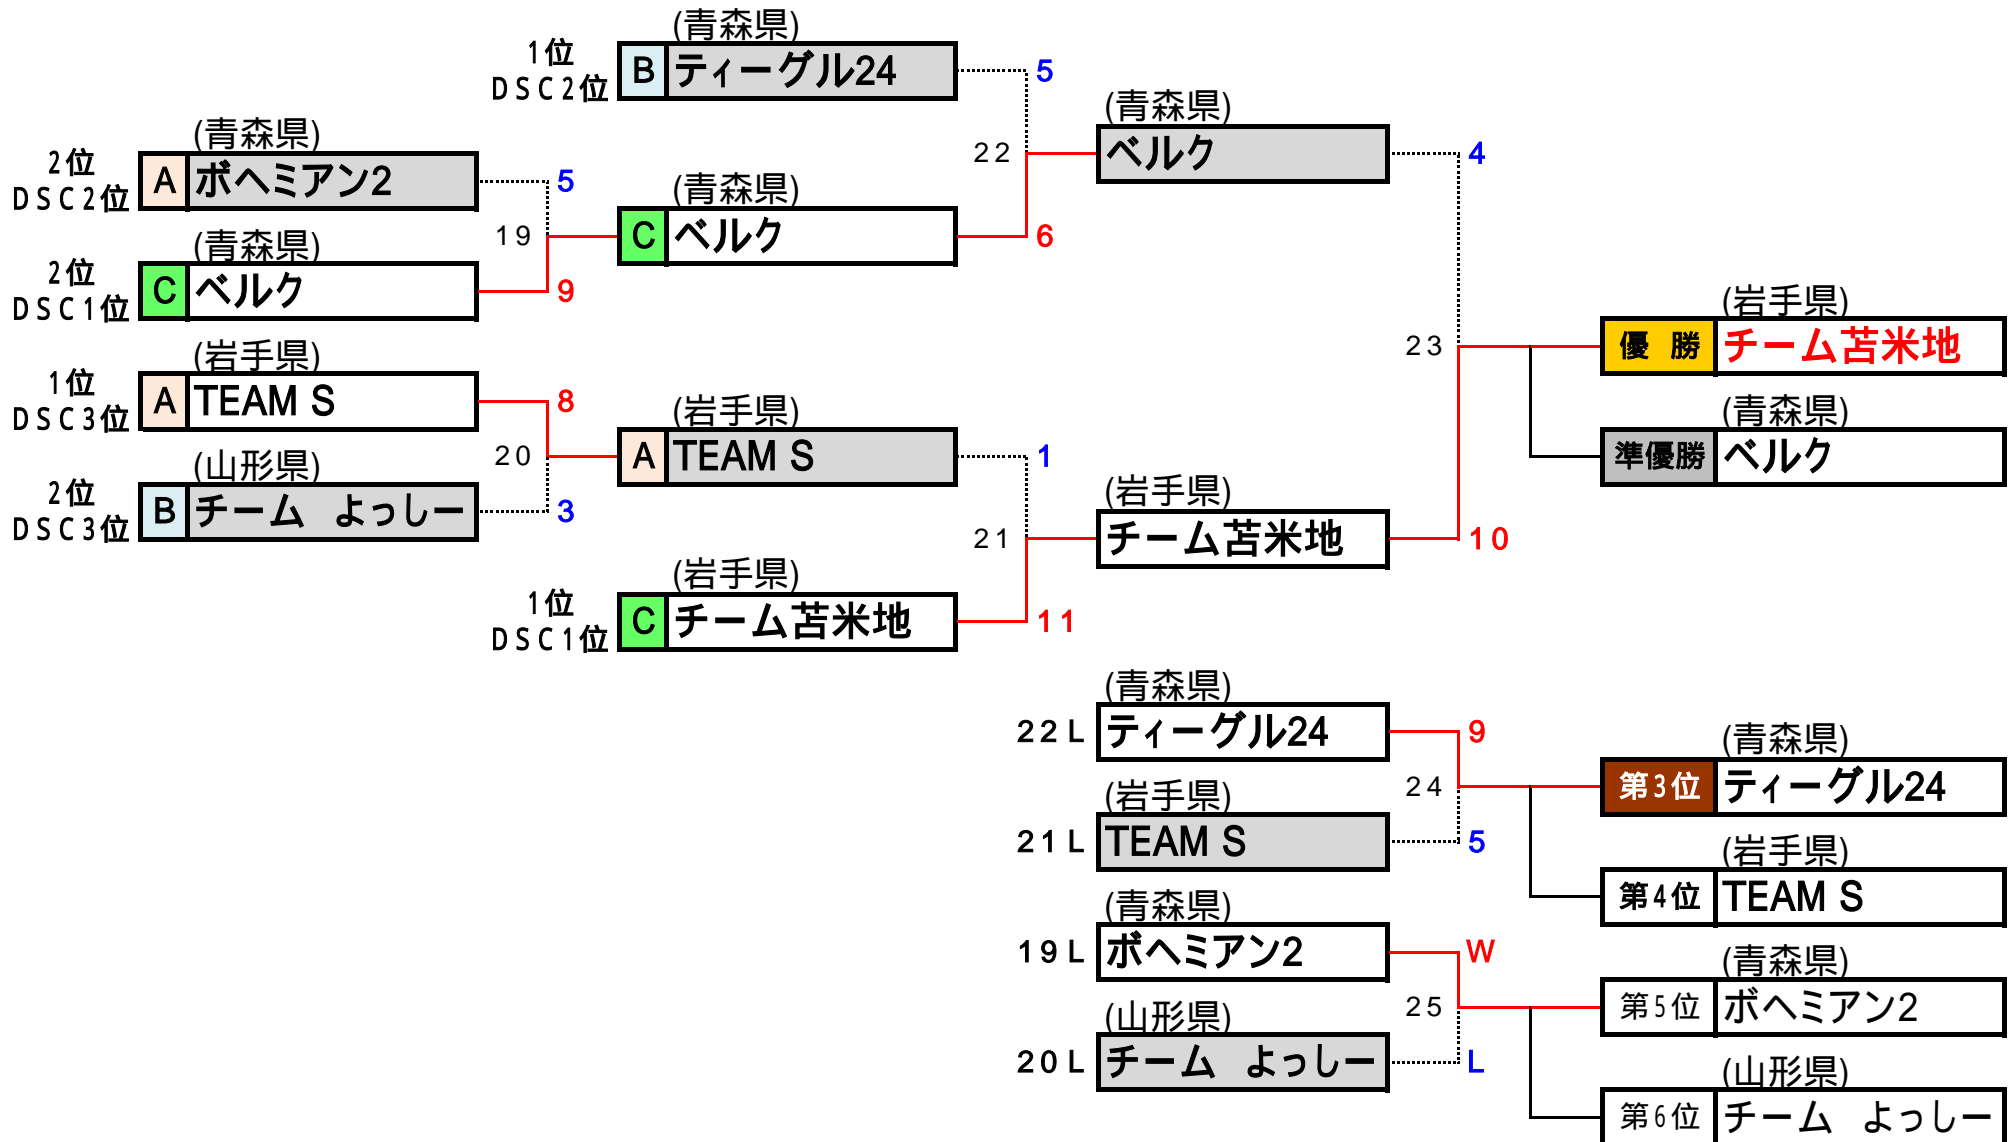 (青森県)
1位
DSC2位
B ティーグル24
5
(青森県)
2位
DSC2位
A ボヘミアン2
5
(青森県)
2位
DSC1位
C ベルク
9
19
(青森県)
C ベルク
6
22
(青森県)
ベルク
4
(岩手県)
1位
DSC3位
A TEAM S
8
(山形県)
2位
DSC3位
B チーム　よっしー
3
20
(岩手県)
A TEAM S
1
(岩手県)
1位
DSC1位
C チーム苫米地
11
21
(岩手県)
チーム苫米地
10
23
(岩手県)
優 勝 チーム苫米地
(青森県)
準優勝 ベルク
(青森県)
22L ティーグル24
9
(岩手県)
21L TEAM S
5
24
(青森県)
第3位 ティーグル24
(岩手県)
第4位 TEAM S
(青森県)
19L ボヘミアン2
W
(山形県)
20L チーム　よっしー
L
25
(青森県)
第5位 ボヘミアン2
(山形県)
第6位 チーム　よっしー